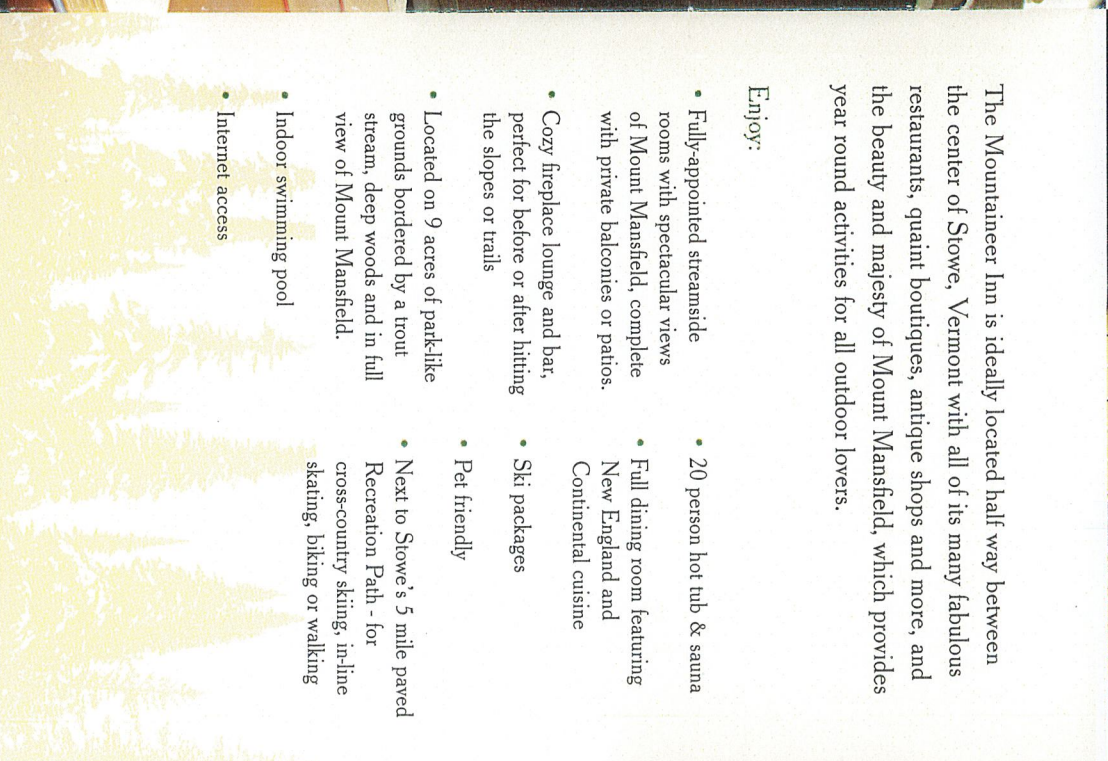 The Mountaineer Inn is ideally located half way between
the center of Stowe, Vermont with all of its many fabulous
restaurants, quaint boutiques, antique shops and more, and
the beauty and majesty of Mount Mansfield, which provides
year round activities for all outdoor lovers.
Enjoy:
• Fully-appointed streamside
rooms with spectacular views
of Mount Mansfield, complete
with private balconies or patios.
• Cozy fireplace lounge and bar,
perfect for before or after hitting
the slopes or trails
• Located on 9 acres of park-like
grounds bordered by a trout
stream, deep woods and in full
view of Mount Mansfield.
• Indoor swimming pool
• Internet access
• 20 person hot tub & sauna
• Full dining room featuring
New England and
Continental cuisine
• Ski packages
• Pet friendly
• Next to Stowe's 5 mile paved
Recreation Path - for
cross-country skiing, in-line
skating, biking or walking